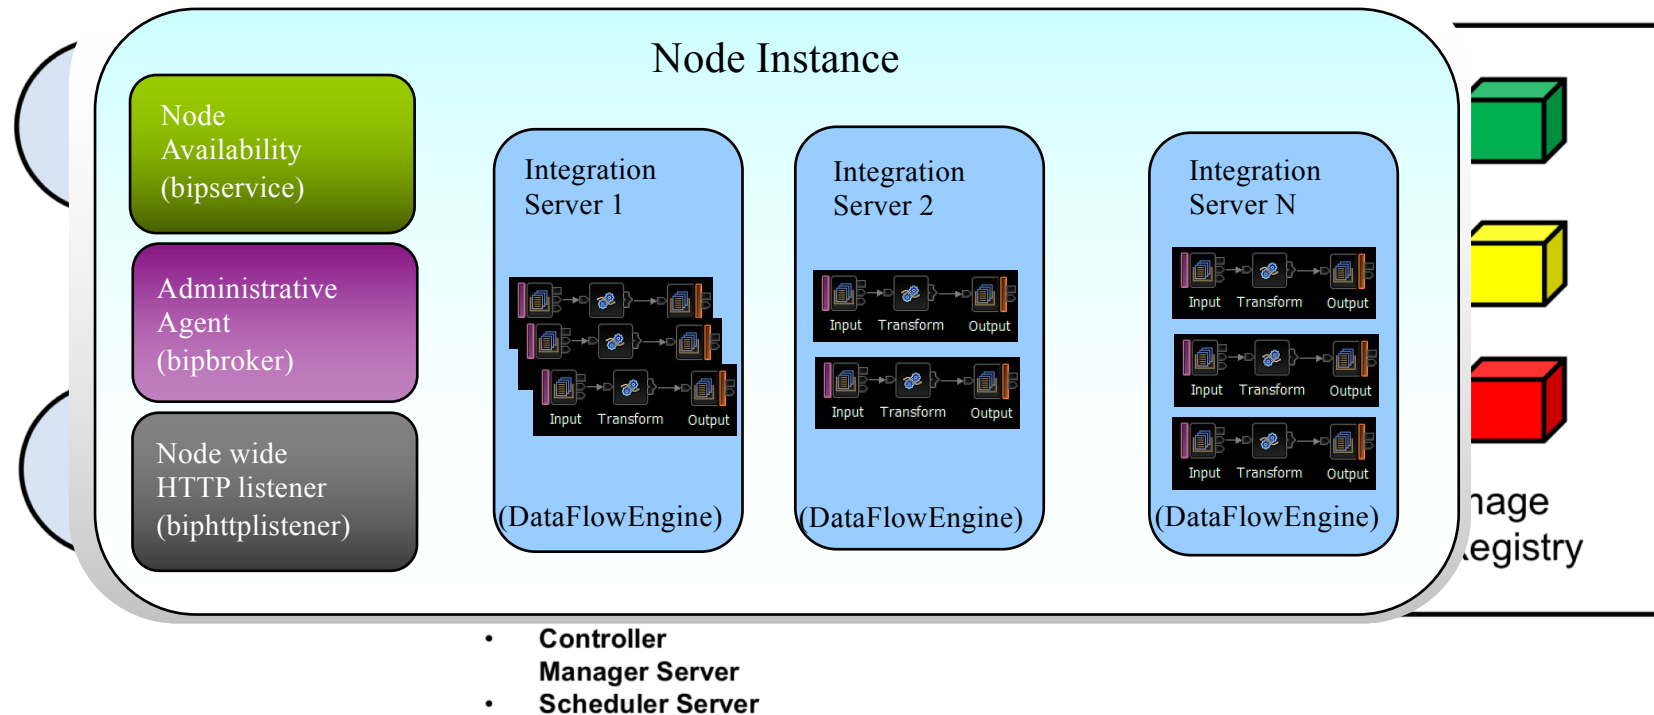 Node Instance
Node
Availability
(bipservice)
Administrative
Agent
(bipbroker)
Node wide
HTTP listener
(biphttplistener)
Integration
Server 1
Input Transform Output
(DataFlowEngine)
Integration
Server 2
Input Transform Output
Input Transform Output
(DataFlowEngine)
Integration
Server N
Input Transform Output
Input Transform Output
Input Transform Output
(DataFlowEngine)
mage
Registry
• Controller
Manager Server
• Scheduler Server